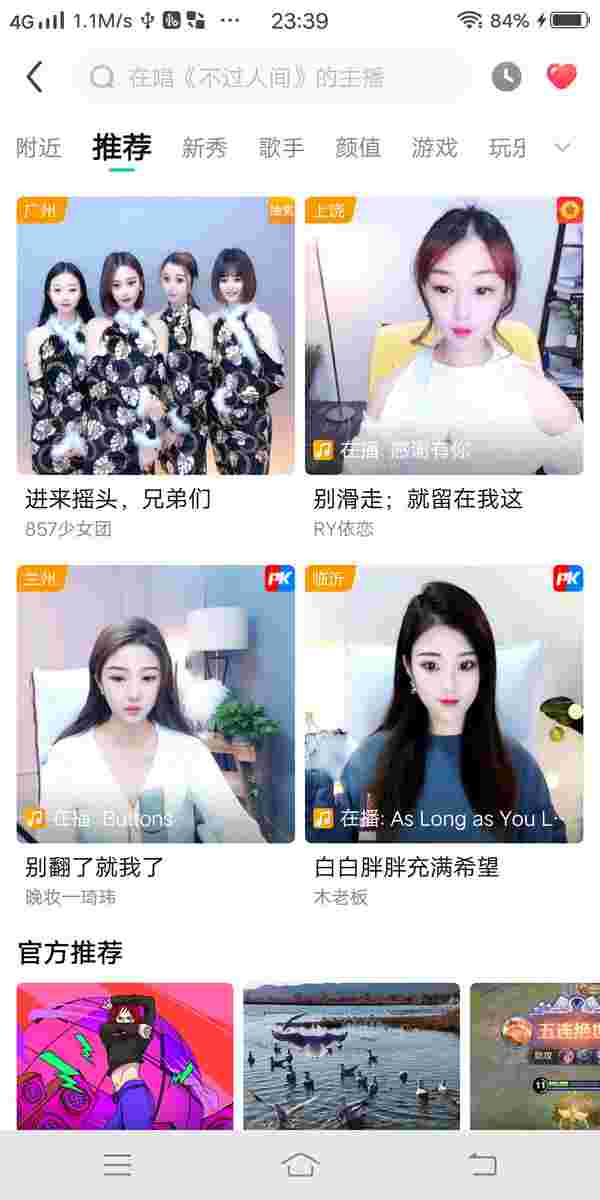 4G 1.1M/s 23:39 84%
在唱《不过人间》的主播
附近 推荐 新秀 歌手 颜值 游戏 玩乐
广州
上饶
在播: 感谢有你
进来摇头，兄弟们
857少女团
别滑走；就留在我这
RY依恋
兰州 PK
临沂 PK
在播: Buttons
在播: As Long as You L…
别翻了就我了
晚妆一琦玮
白白胖胖充满希望
木老板
官方推荐
五连绝世